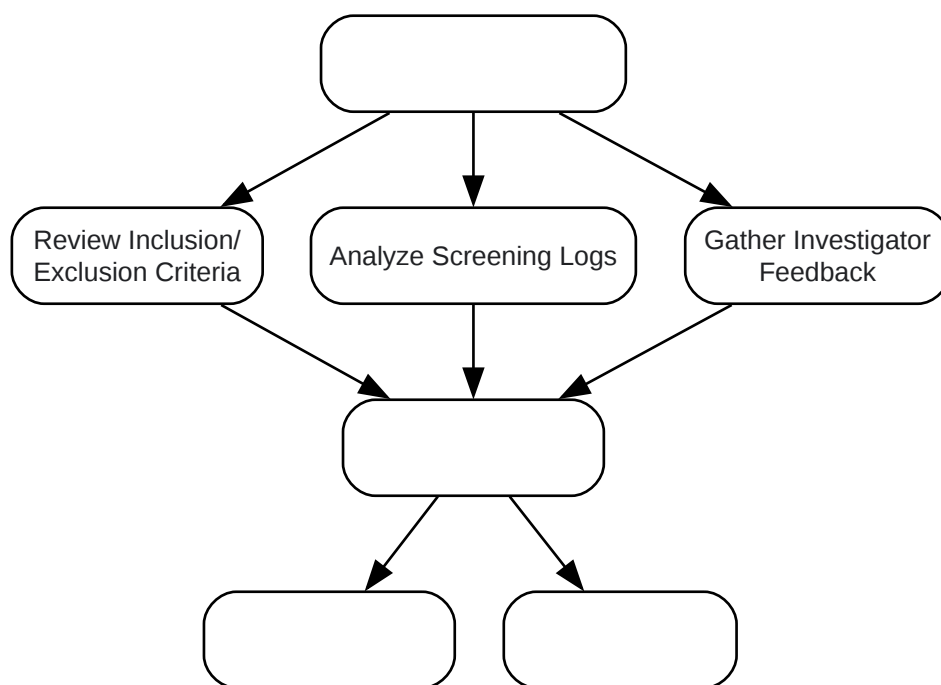 Review Inclusion/
Exclusion Criteria
Analyze Screening Logs
Gather Investigator
Feedback